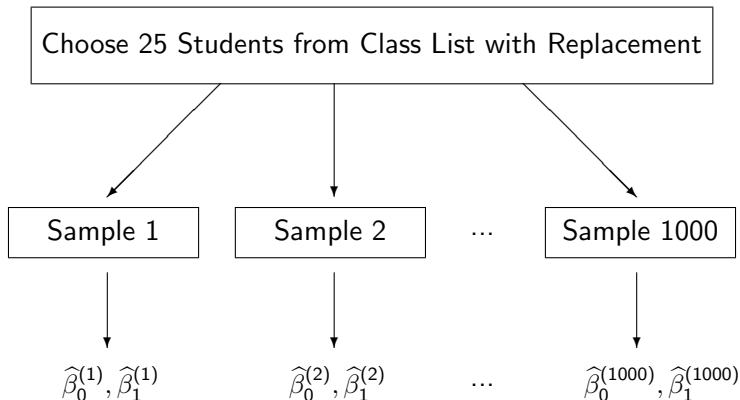 Choose 25 Students from Class List with Replacement
Sample 1 Sample 2 ... Sample 1000
β̂₀⁽¹⁾, β̂₁⁽¹⁾ β̂₀⁽²⁾, β̂₁⁽²⁾ ... β̂₀⁽¹⁰⁰⁰⁾, β̂₁⁽¹⁰⁰⁰⁾